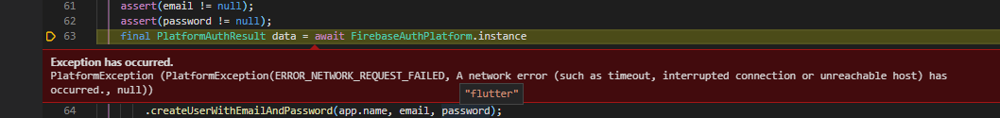 61 assert(email != null);
62 assert(password != null);
63 final PlatformAuthResult data = await FirebaseAuthPlatform.instance
Exception has occurred.
PlatformException (PlatformException(ERROR_NETWORK_REQUEST_FAILED, A network error (such as timeout, interrupted connection or unreachable host) has
occurred., null))
"flutter"
64 .createUserWithEmailAndPassword(app.name, email, password);